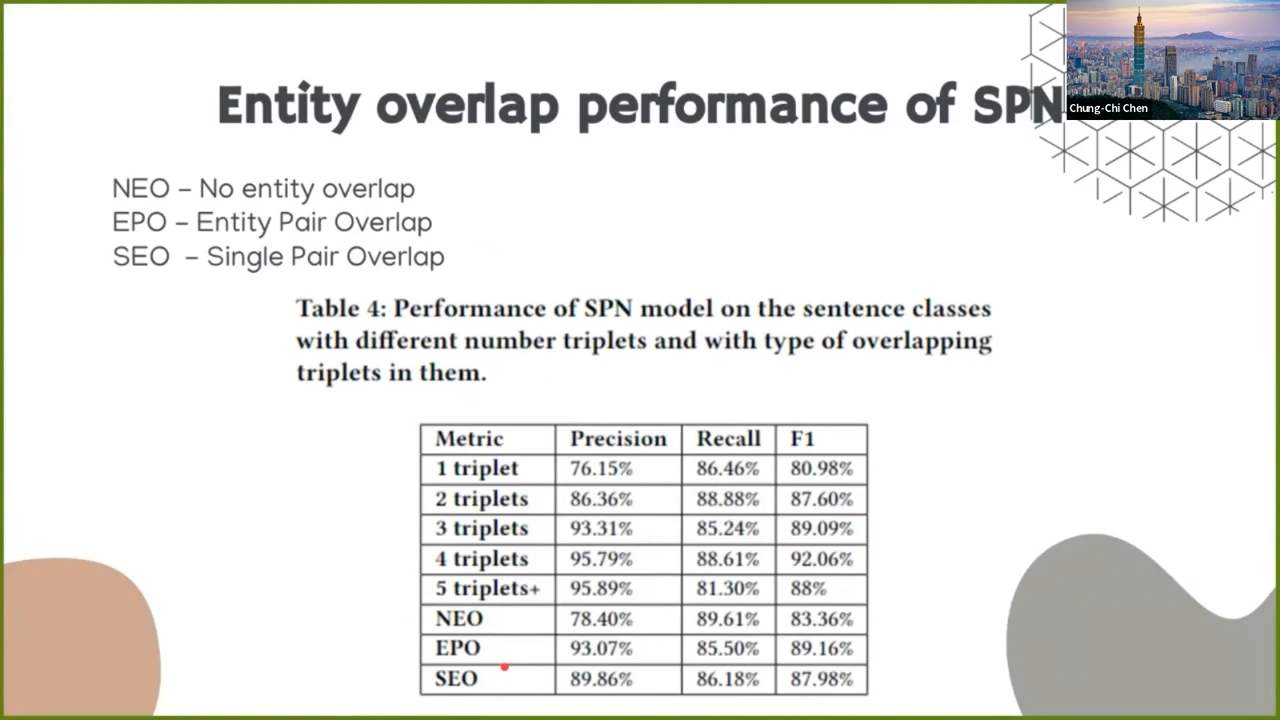 Entity overlap performance of SPN
Chung-Chi Chen
NEO – No entity overlap
EPO – Entity Pair Overlap
SEO – Single Pair Overlap
Table 4: Performance of SPN model on the sentence classes
with different number triplets and with type of overlapping
triplets in them.
Metric Precision Recall F1
1 triplet 76.15% 86.46% 80.98%
2 triplets 86.36% 88.88% 87.60%
3 triplets 93.31% 85.24% 89.09%
4 triplets 95.79% 88.61% 92.06%
5 triplets+ 95.89% 81.30% 88%
NEO 78.40% 89.61% 83.36%
EPO 93.07% 85.50% 89.16%
SEO 89.86% 86.18% 87.98%